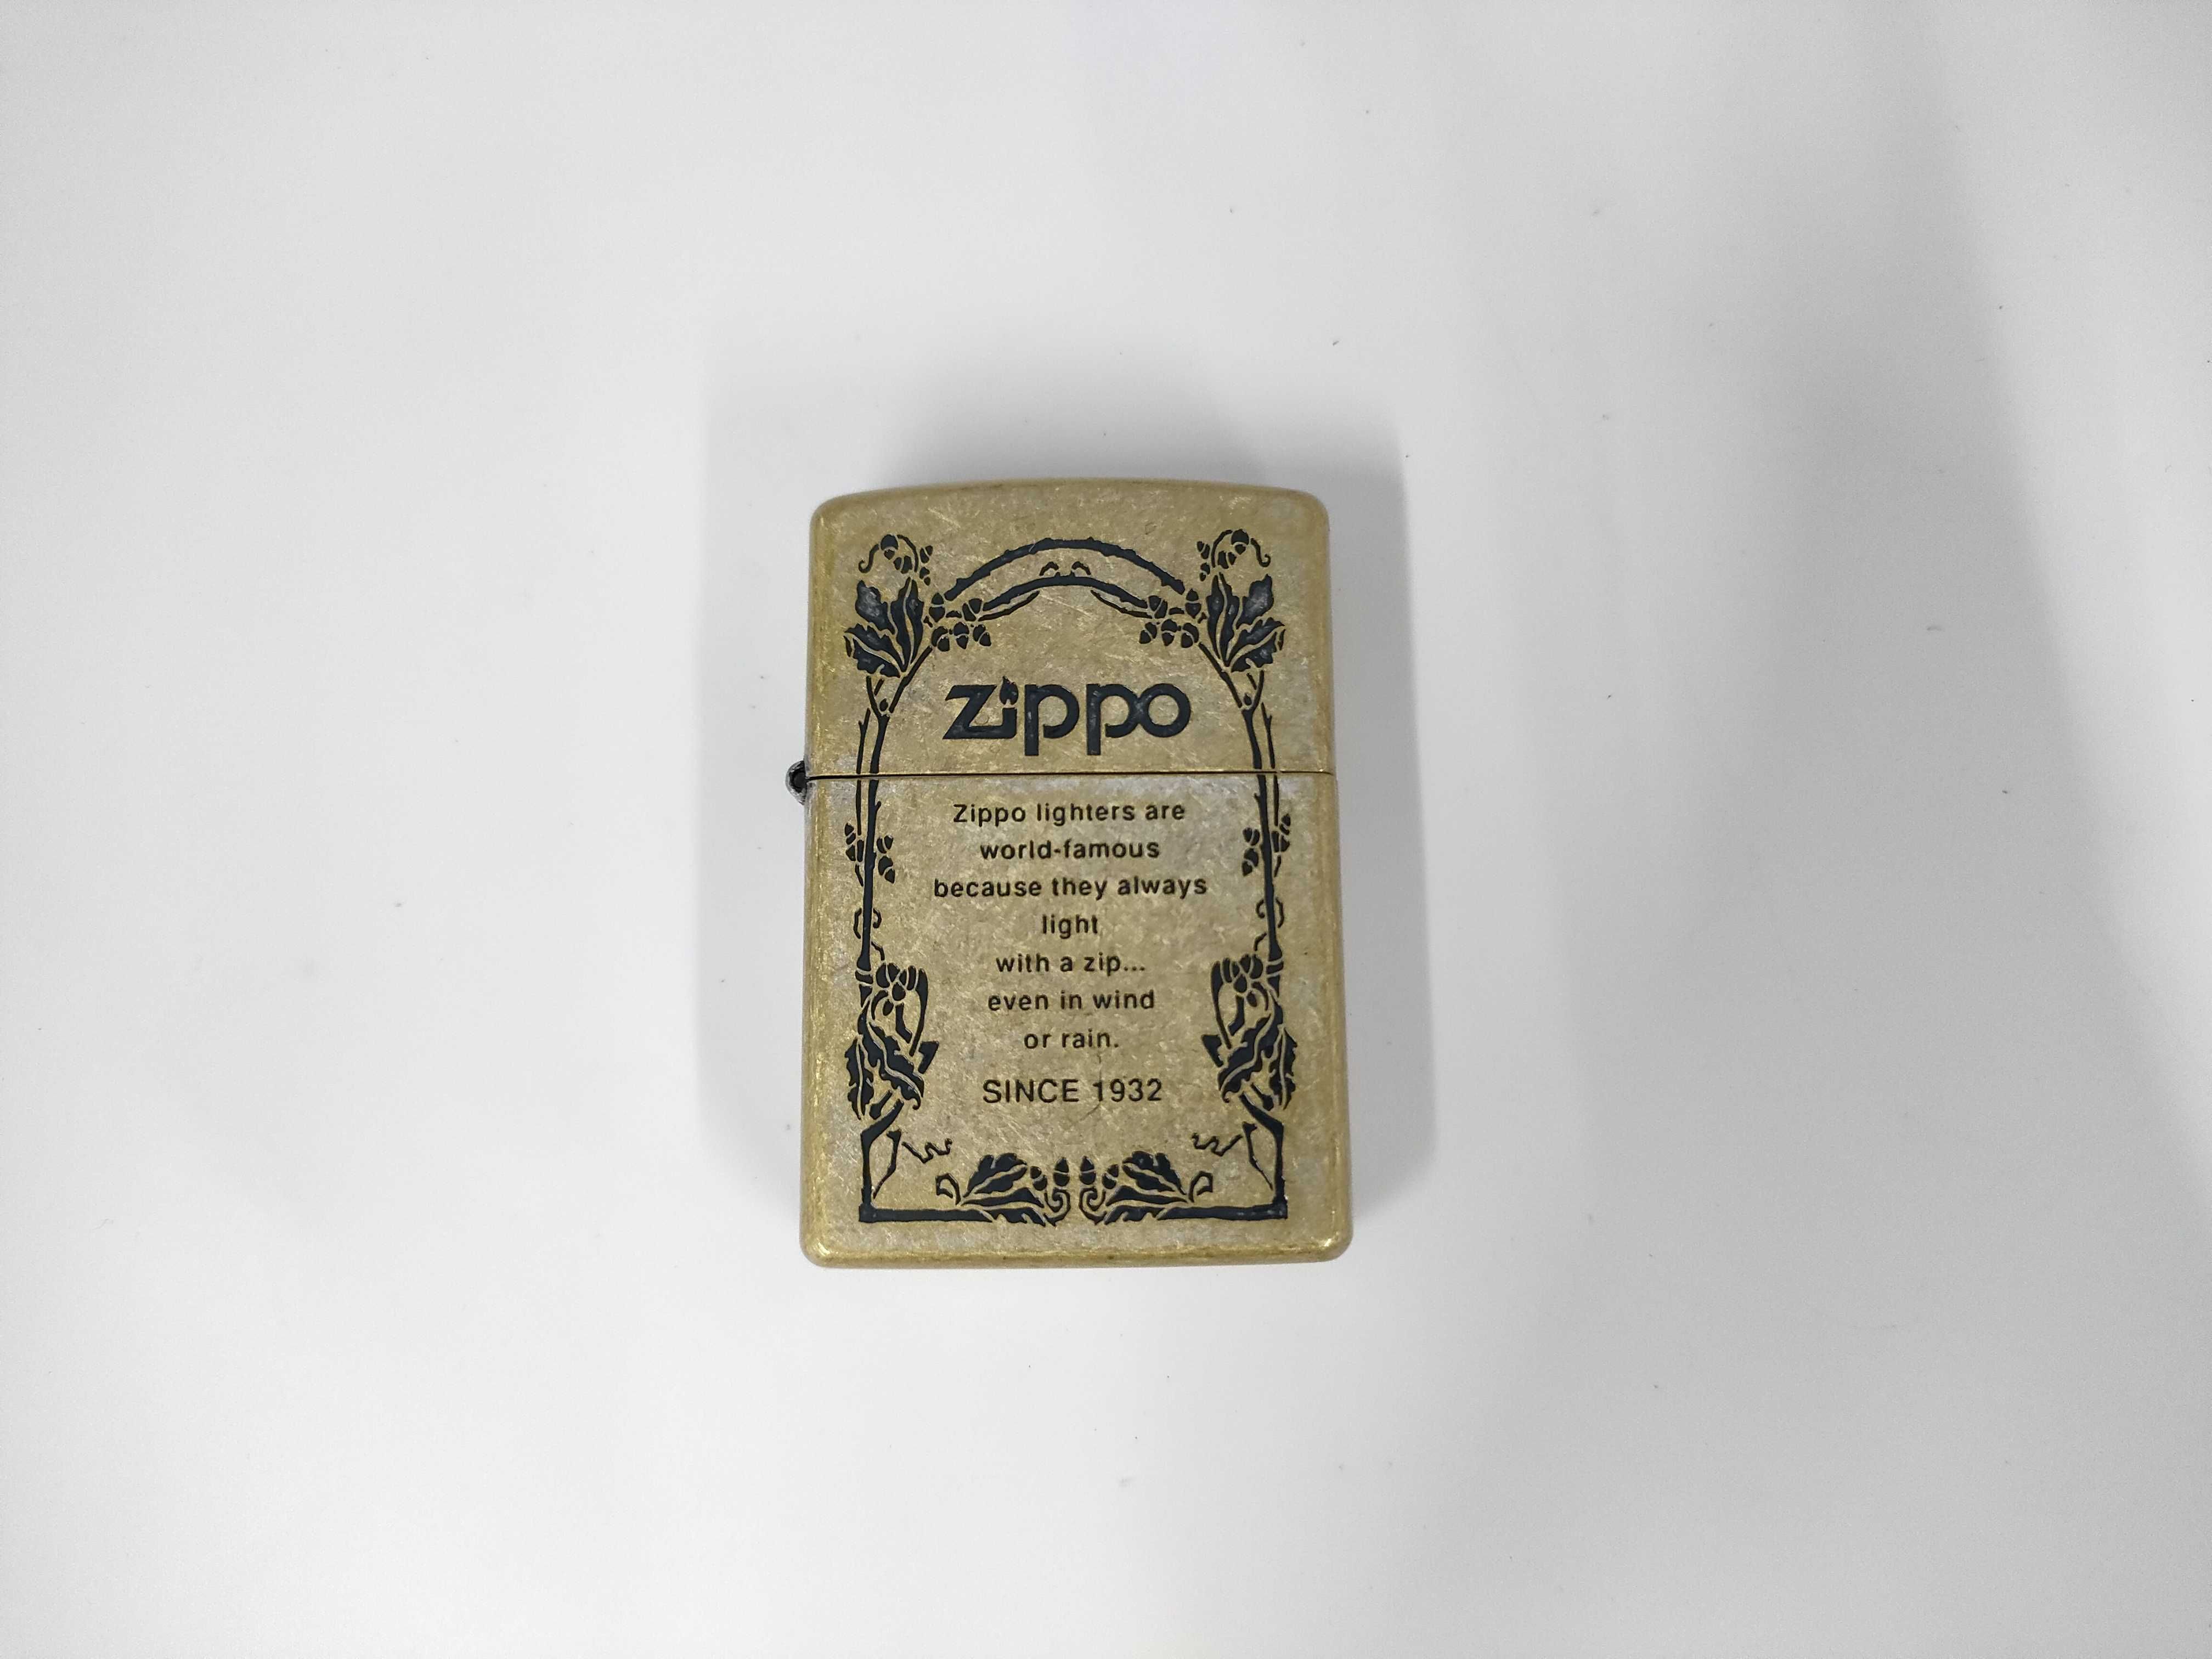 zippo
Zippo lighters are
world-famous
because they always
light
with a zip...
even in wind
or rain.
SINCE 1932